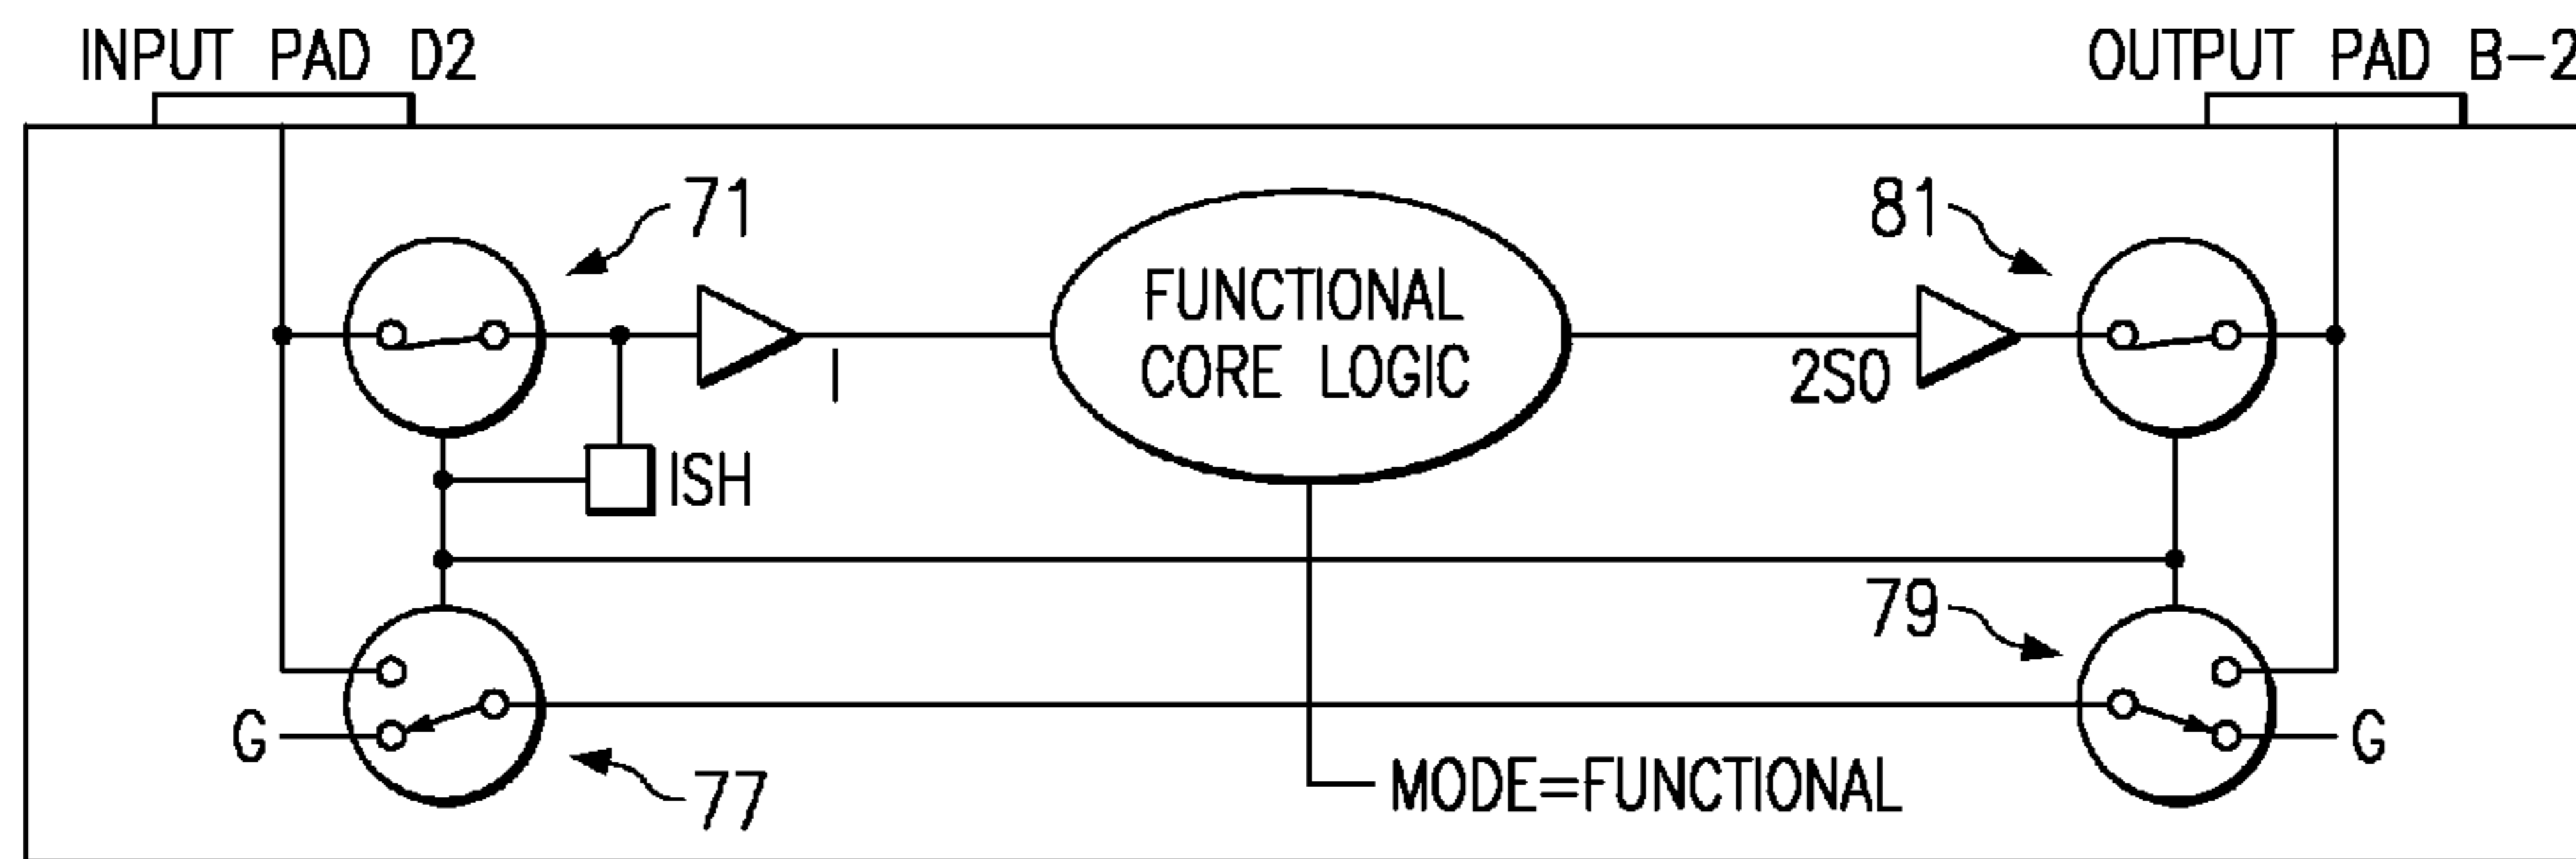 INPUT PAD D2
OUTPUT PAD B-2
71
81
FUNCTIONAL
CORE LOGIC
I
2SO
ISH
79
G
G
77
MODE=FUNCTIONAL